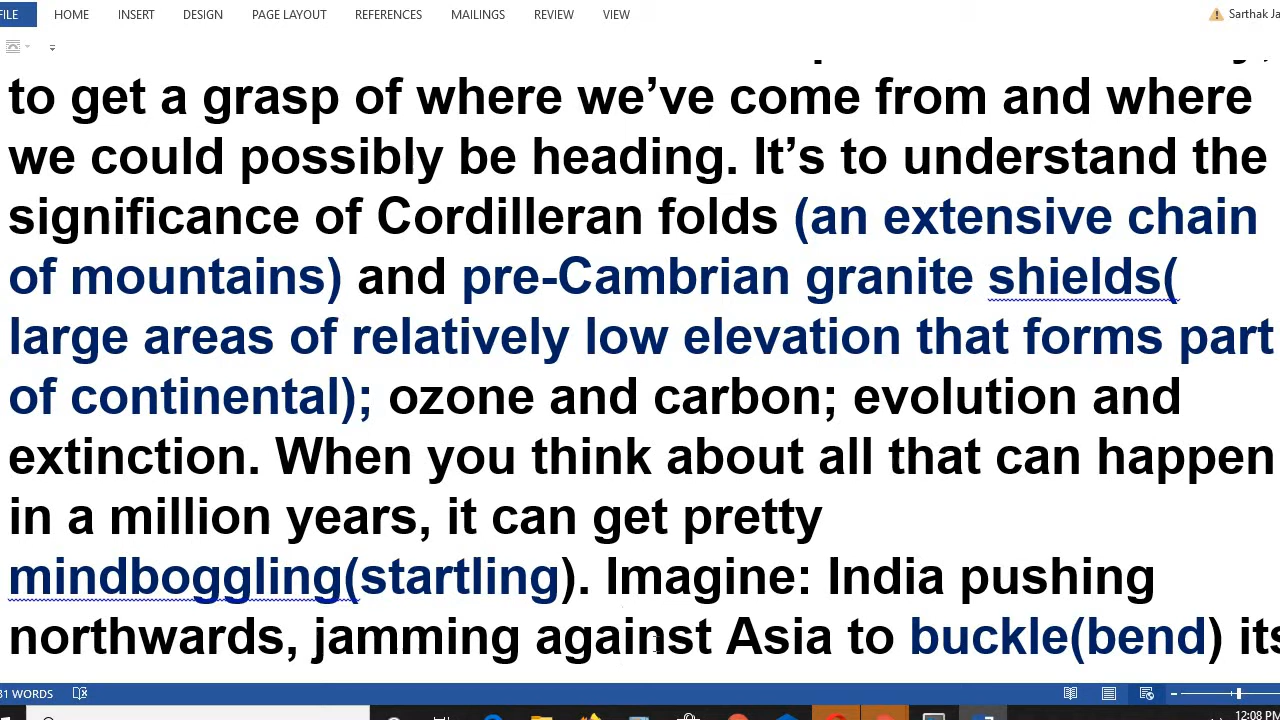 FILE HOME INSERT DESIGN PAGE LAYOUT REFERENCES MAILINGS REVIEW VIEW Sarthak Ja
to get a grasp of where we’ve come from and where
we could possibly be heading. It’s to understand the
significance of Cordilleran folds (an extensive chain
of mountains) and pre-Cambrian granite shields(
large areas of relatively low elevation that forms part
of continental); ozone and carbon; evolution and
extinction. When you think about all that can happen
in a million years, it can get pretty
mindboggling(startling). Imagine: India pushing
northwards, jamming against Asia to buckle(bend) its
31 WORDS
12:08 PM